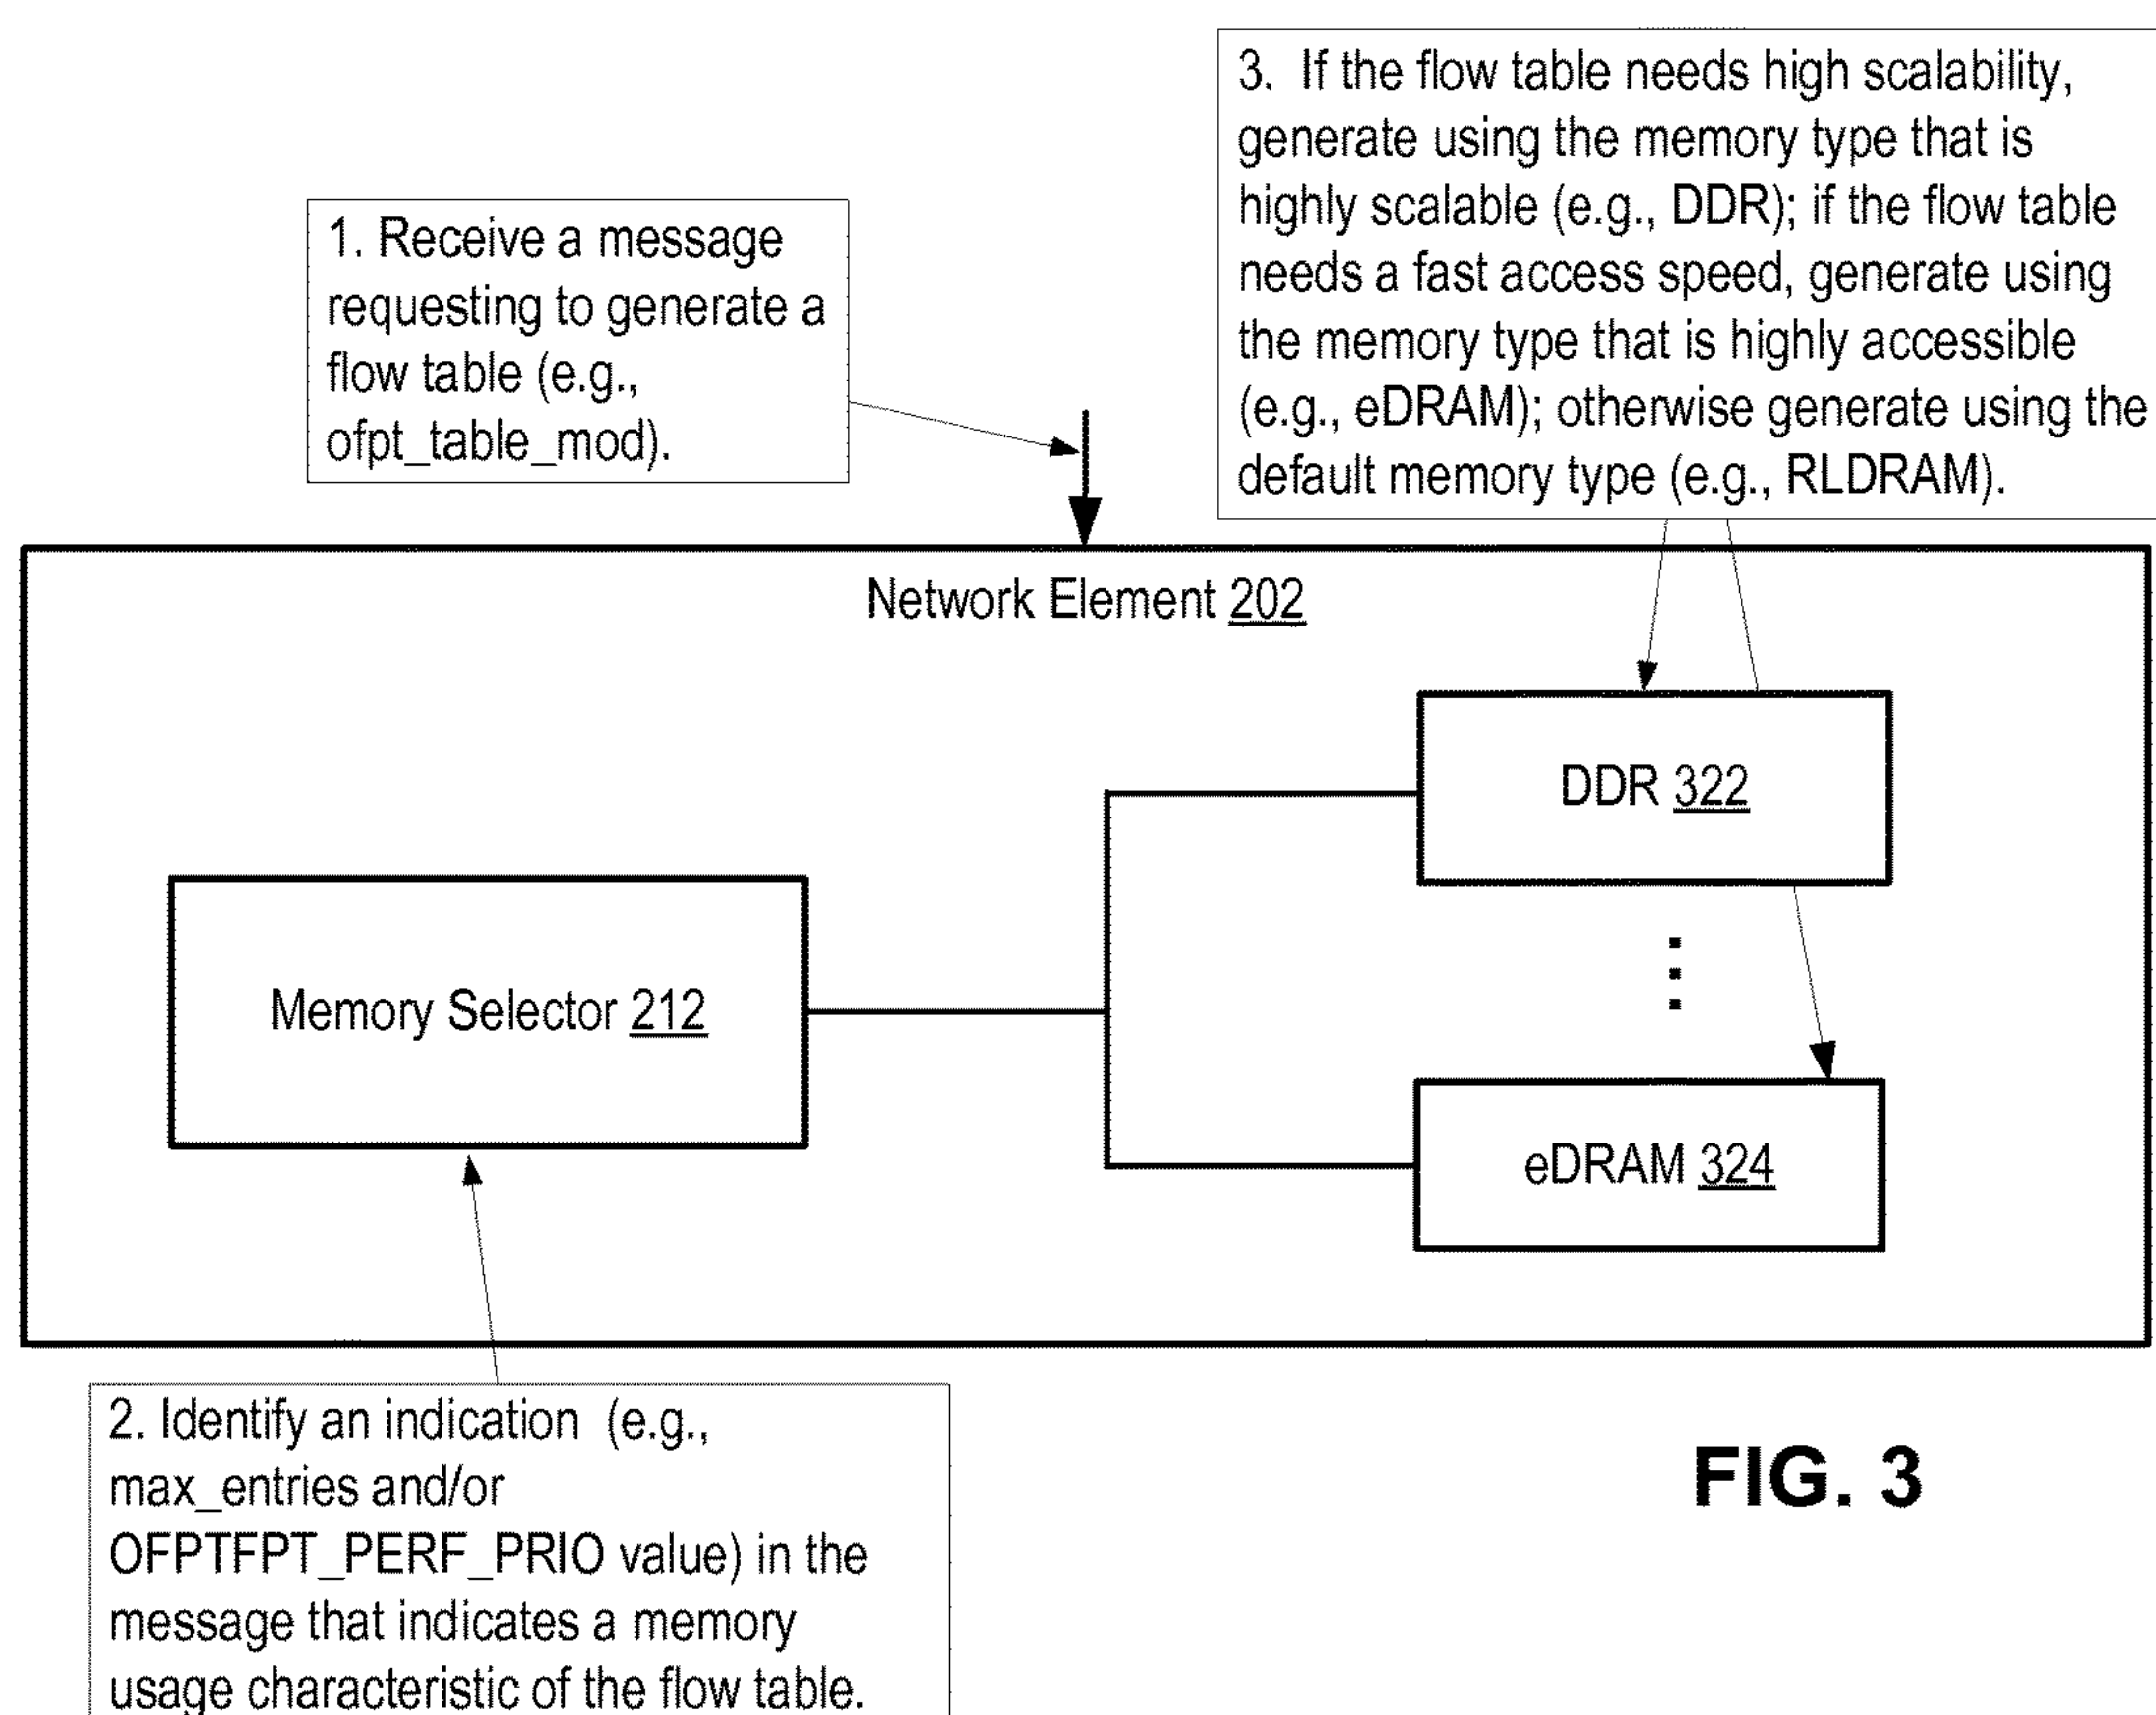 1. Receive a message
requesting to generate a
flow table (e.g.,
ofpt_table_mod).
3. If the flow table needs high scalability,
generate using the memory type that is
highly scalable (e.g., DDR); if the flow table
needs a fast access speed, generate using
the memory type that is highly accessible
(e.g., eDRAM); otherwise generate using the
default memory type (e.g., RLDRAM).
Network Element 202
DDR 322
Memory Selector 212
eDRAM 324
2. Identify an indication (e.g.,
max_entries and/or
OFPTFPT_PERF_PRIO value) in the
message that indicates a memory
usage characteristic of the flow table.
FIG. 3